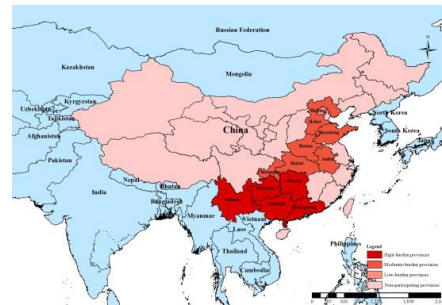 Russian Federation
Kazakhstan
Mongolia
Uzbekistan
Kyrgyzstan
Tajikistan
North Korea
Afghanistan
China
Hebei
Shandong
South Korea
Japan
Pakistan
Henan
Hubei
Anhui
Nepal
Bhutan
India
Bangladesh
Myanmar
Vietnam
Laos
Thailand
Cambodia
Philippines
Legend
High-burden provinces
Moderate-burden provinces
Low-burden provinces
Non-participating provinces